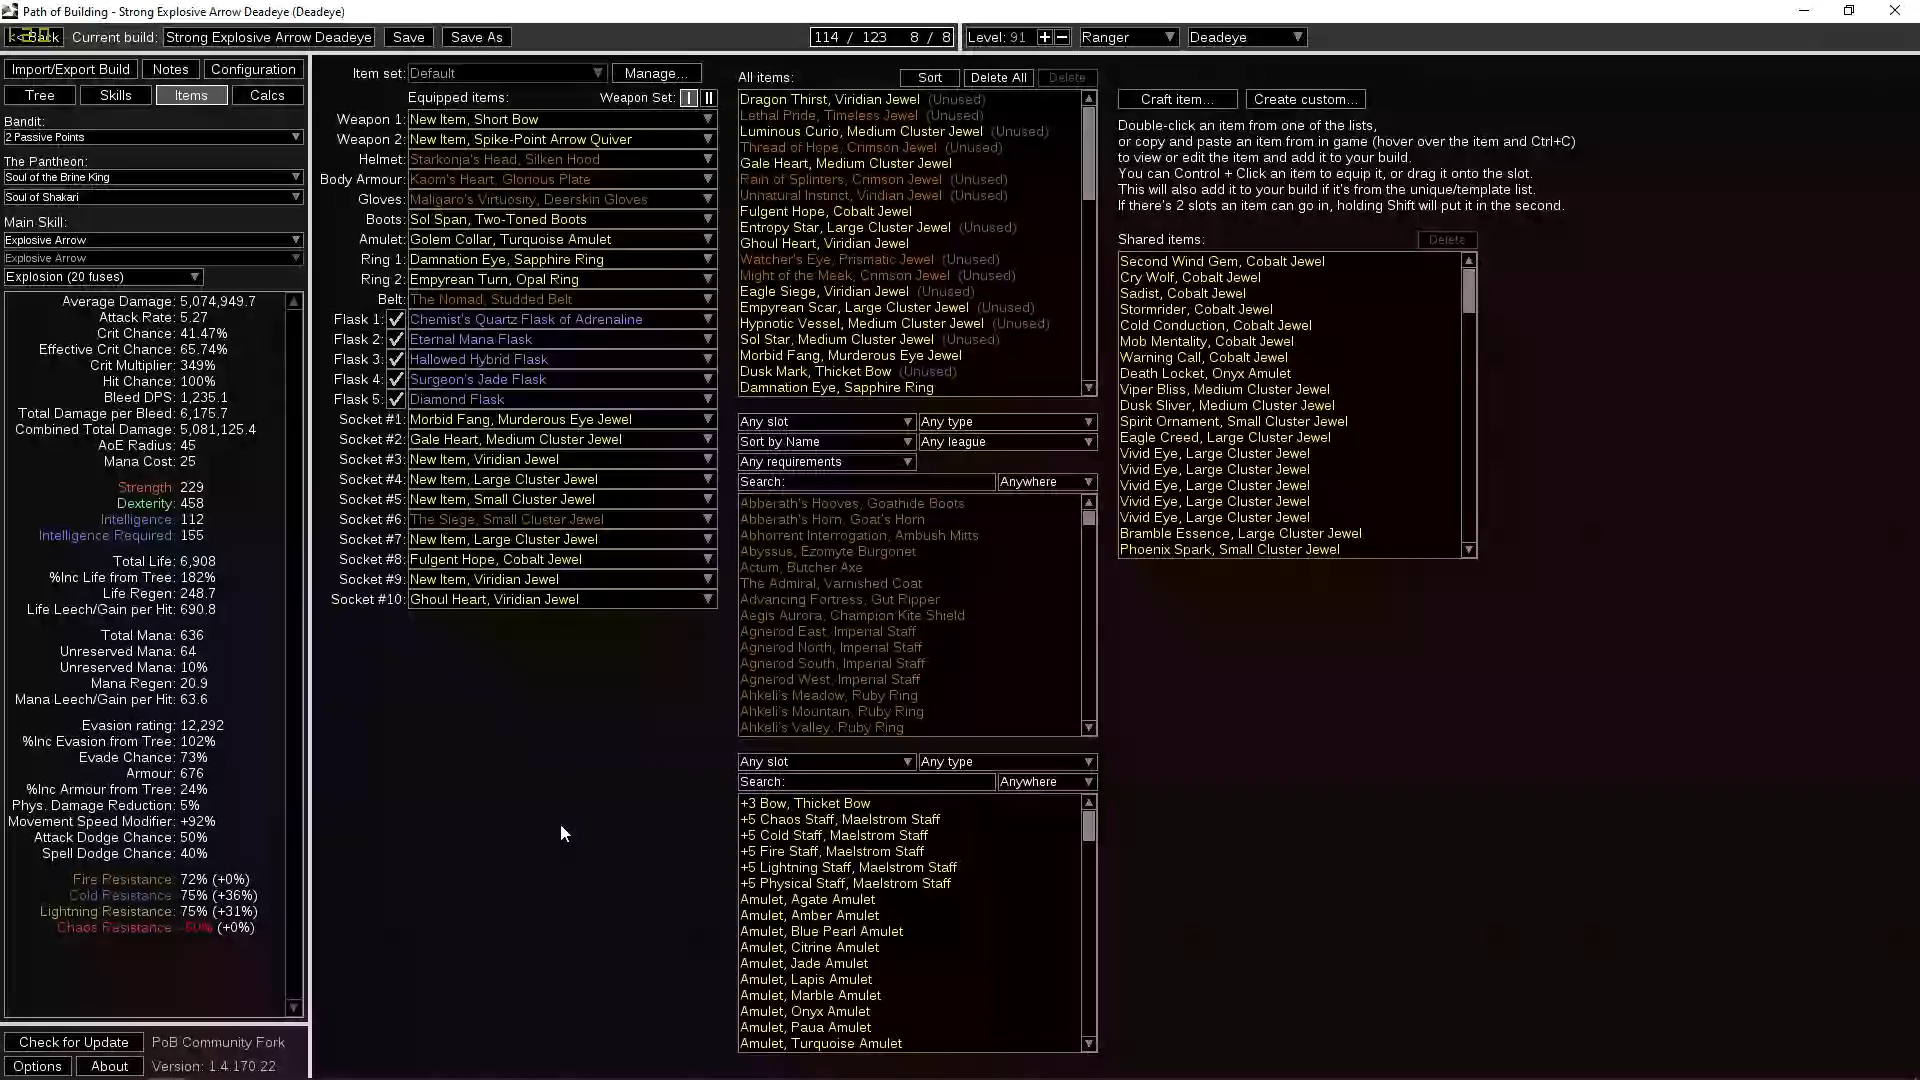 Path of Building - Strong Explosive Arrow Deadeye (Deadeye)
<< Back
Current build:
Strong Explosive Arrow Deadeye
Save
Save As
114 / 123 8 / 8
Level: 91
Ranger
Deadeye
Import/Export Build
Notes
Configuration
Tree
Skills
Items
Calcs
Bandit:
2 Passive Points
The Pantheon:
Soul of the Brine King
Soul of Shakari
Main Skill:
Explosive Arrow
Explosive Arrow
Explosion (20 fuses)
Average Damage: 5,074,949.7
Attack Rate: 5.27
Crit Chance: 41.47%
Effective Crit Chance: 65.74%
Crit Multiplier: 349%
Hit Chance: 100%
Bleed DPS: 1,235.1
Total Damage per Bleed: 6,175.7
Combined Total Damage: 5,081,125.4
AoE Radius: 45
Mana Cost: 25
Strength: 229
Dexterity: 458
Intelligence: 112
Intelligence Required: 155
Total Life: 6,908
%Inc Life from Tree: 182%
Life Regen: 248.7
Life Leech/Gain per Hit: 690.8
Total Mana: 636
Unreserved Mana: 64
Unreserved Mana: 10%
Mana Regen: 20.9
Mana Leech/Gain per Hit: 63.6
Evasion rating: 12,292
%Inc Evasion from Tree: 102%
Evade Chance: 73%
Armour: 676
%Inc Armour from Tree: 24%
Phys. Damage Reduction: 5%
Movement Speed Modifier: +92%
Attack Dodge Chance: 50%
Spell Dodge Chance: 40%
Fire Resistance: 72% (+0%)
Cold Resistance: 75% (+36%)
Lightning Resistance: 75% (+31%)
Chaos Resistance: (+0%)
Check for Update
PoB Community Fork
Options
About
Version: 1.4.170.22
Item set:
Default
Manage...
Equipped items:
Weapon Set:
I
II
Weapon 1: New Item, Short Bow
Weapon 2: New Item, Spike-Point Arrow Quiver
Helmet: Starkonja's Head, Silken Hood
Body Armour: Kaom's Heart, Glorious Plate
Gloves: Maligaro's Virtuosity, Deerskin Gloves
Boots: Sol Span, Two-Toned Boots
Amulet: Golem Collar, Turquoise Amulet
Ring 1: Damnation Eye, Sapphire Ring
Ring 2: Empyrean Turn, Opal Ring
Belt: The Nomad, Studded Belt
Flask 1: Chemist's Quartz Flask of Adrenaline
Flask 2: Eternal Mana Flask
Flask 3: Hallowed Hybrid Flask
Flask 4: Surgeon's Jade Flask
Flask 5: Diamond Flask
Socket #1: Morbid Fang, Murderous Eye Jewel
Socket #2: Gale Heart, Medium Cluster Jewel
Socket #3: New Item, Viridian Jewel
Socket #4: New Item, Large Cluster Jewel
Socket #5: New Item, Small Cluster Jewel
Socket #6: The Siege, Small Cluster Jewel
Socket #7: New Item, Large Cluster Jewel
Socket #8: Fulgent Hope, Cobalt Jewel
Socket #9: New Item, Viridian Jewel
Socket #10: Ghoul Heart, Viridian Jewel
All items:
Sort
Delete All
Delete
Dragon Thirst, Viridian Jewel (Unused)
Lethal Pride, Timeless Jewel (Unused)
Luminous Curio, Medium Cluster Jewel (Unused)
Thread of Hope, Crimson Jewel (Unused)
Gale Heart, Medium Cluster Jewel
Rain of Splinters, Crimson Jewel (Unused)
Unnatural Instinct, Viridian Jewel (Unused)
Fulgent Hope, Cobalt Jewel
Entropy Star, Large Cluster Jewel (Unused)
Ghoul Heart, Viridian Jewel
Watcher's Eye, Prismatic Jewel (Unused)
Might of the Meek, Crimson Jewel (Unused)
Eagle Siege, Viridian Jewel (Unused)
Empyrean Scar, Large Cluster Jewel (Unused)
Hypnotic Vessel, Medium Cluster Jewel (Unused)
Sol Star, Medium Cluster Jewel (Unused)
Morbid Fang, Murderous Eye Jewel
Dusk Mark, Thicket Bow (Unused)
Damnation Eye, Sapphire Ring
Any slot
Any type
Sort by Name
Any league
Any requirements
Search:
Anywhere
Abberath's Hooves, Goathide Boots
Abberath's Horn, Goat's Horn
Abhorrent Interrogation, Ambush Mitts
Abyssus, Ezomyte Burgonet
Actum, Butcher Axe
The Admiral, Varnished Coat
Advancing Fortress, Gut Ripper
Aegis Aurora, Champion Kite Shield
Agnerod East, Imperial Staff
Agnerod North, Imperial Staff
Agnerod South, Imperial Staff
Agnerod West, Imperial Staff
Ahkeli's Meadow, Ruby Ring
Ahkeli's Mountain, Ruby Ring
Ahkeli's Valley, Ruby Ring
Any slot
Any type
Search:
Anywhere
+3 Bow, Thicket Bow
+5 Chaos Staff, Maelstrom Staff
+5 Cold Staff, Maelstrom Staff
+5 Fire Staff, Maelstrom Staff
+5 Lightning Staff, Maelstrom Staff
+5 Physical Staff, Maelstrom Staff
Amulet, Agate Amulet
Amulet, Amber Amulet
Amulet, Blue Pearl Amulet
Amulet, Citrine Amulet
Amulet, Jade Amulet
Amulet, Lapis Amulet
Amulet, Marble Amulet
Amulet, Onyx Amulet
Amulet, Paua Amulet
Amulet, Turquoise Amulet
Craft item...
Create custom...
Double-click an item from one of the lists,
or copy and paste an item from in game (hover over the item and Ctrl+C)
to view or edit the item and add it to your build.
You can Control + Click an item to equip it, or drag it onto the slot.
This will also add it to your build if it's from the unique/template list.
If there's 2 slots an item can go in, holding Shift will put it in the second.
Shared items:
Delete
Second Wind Gem, Cobalt Jewel
Cry Wolf, Cobalt Jewel
Sadist, Cobalt Jewel
Stormrider, Cobalt Jewel
Cold Conduction, Cobalt Jewel
Mob Mentality, Cobalt Jewel
Warning Call, Cobalt Jewel
Death Locket, Onyx Amulet
Viper Bliss, Medium Cluster Jewel
Dusk Sliver, Medium Cluster Jewel
Spirit Ornament, Small Cluster Jewel
Eagle Creed, Large Cluster Jewel
Vivid Eye, Large Cluster Jewel
Vivid Eye, Large Cluster Jewel
Vivid Eye, Large Cluster Jewel
Vivid Eye, Large Cluster Jewel
Vivid Eye, Large Cluster Jewel
Bramble Essence, Large Cluster Jewel
Phoenix Spark, Small Cluster Jewel